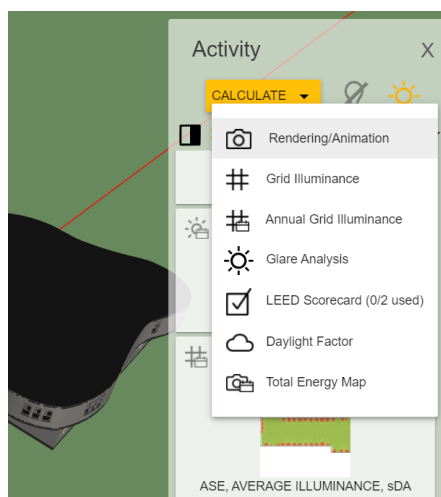 Activity
X
CALCULATE
Rendering/Animation
Grid Illuminance
Annual Grid Illuminance
Glare Analysis
LEED Scorecard (0/2 used)
Daylight Factor
Total Energy Map
ASE, AVERAGE ILLUMINANCE, sDA